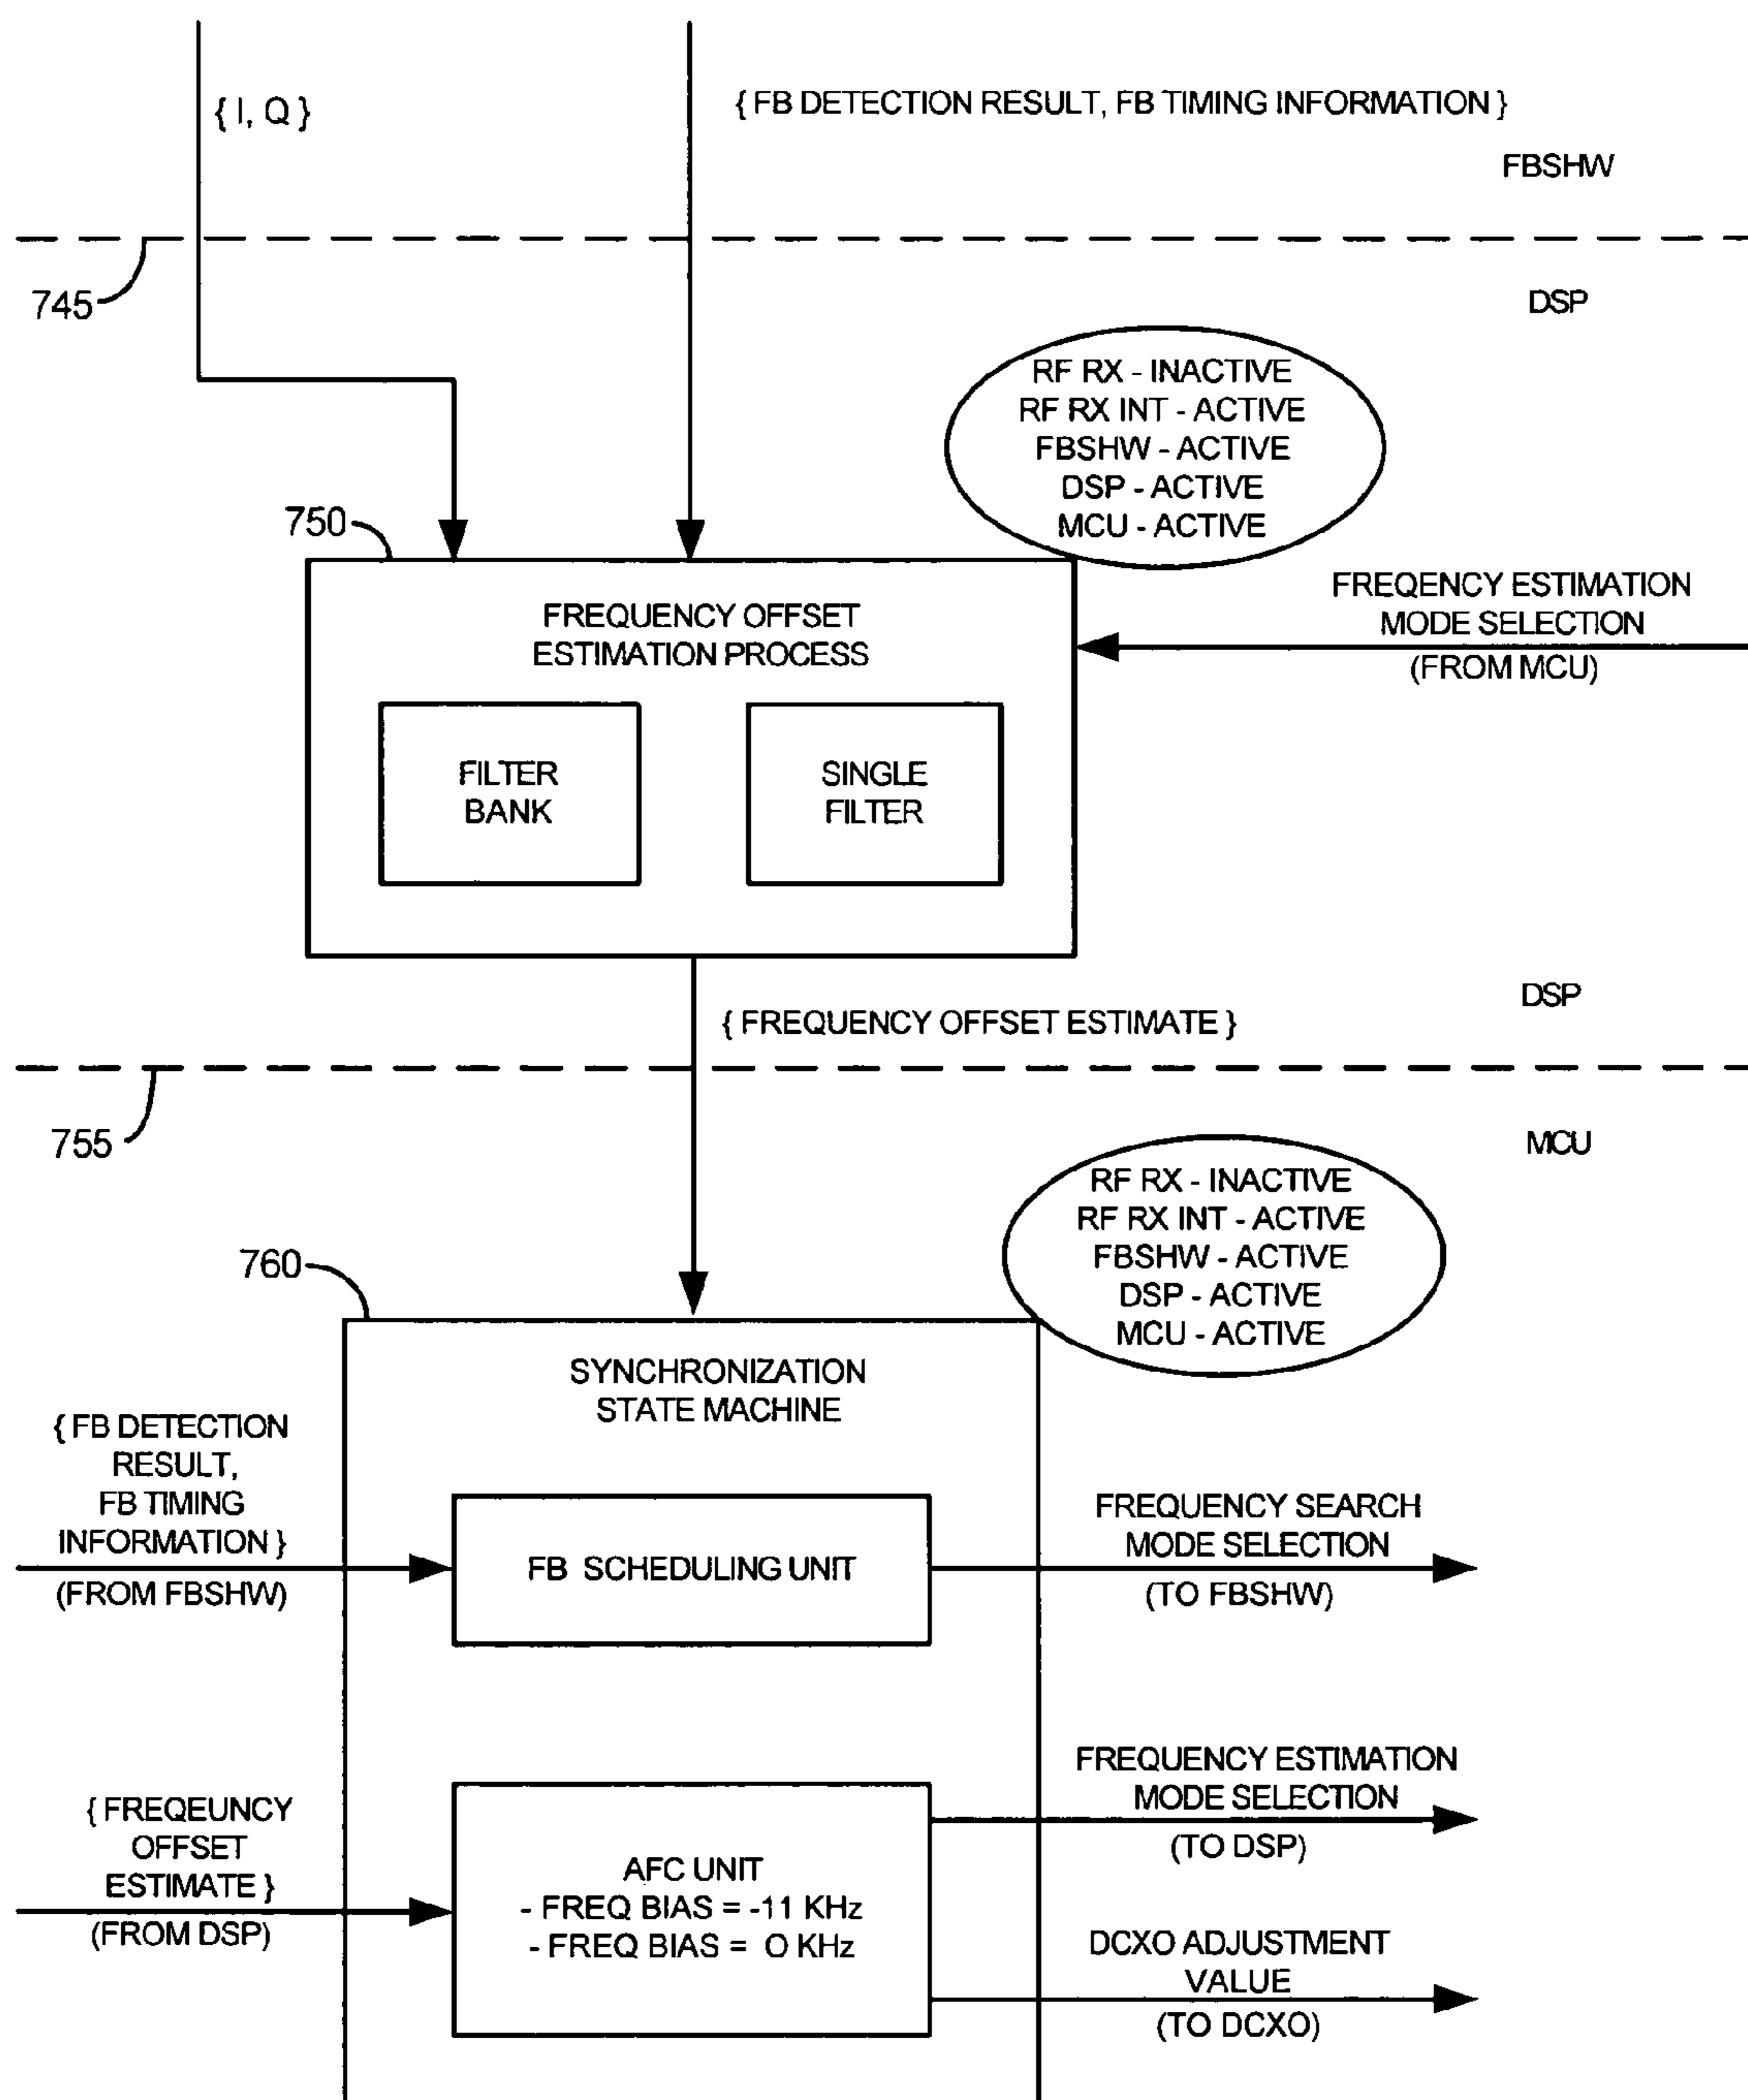 { I, Q }
{ FB DETECTION RESULT, FB TIMING INFORMATION }
FBSHW
745
DSP
RF RX - INACTIVE
RF RX INT - ACTIVE
FBSHW - ACTIVE
DSP - ACTIVE
MCU - ACTIVE
750
FREQUENCY OFFSET
ESTIMATION PROCESS
FREQENCY ESTIMATION
MODE SELECTION
(FROM MCU)
FILTER
BANK
SINGLE
FILTER
DSP
{ FREQUENCY OFFSET ESTIMATE }
755
MCU
RF RX - INACTIVE
RF RX INT - ACTIVE
FBSHW - ACTIVE
DSP - ACTIVE
MCU - ACTIVE
760
SYNCHRONIZATION
STATE MACHINE
{ FB DETECTION
RESULT,
FB TIMING
INFORMATION }
(FROM FBSHW)
FB SCHEDULING UNIT
FREQUENCY SEARCH
MODE SELECTION
(TO FBSHW)
{ FREQEUNCY
OFFSET
ESTIMATE }
(FROM DSP)
AFC UNIT
- FREQ BIAS = -11 KHz
- FREQ BIAS = O KHz
FREQUENCY ESTIMATION
MODE SELECTION
(TO DSP)
DCXO ADJUSTMENT
VALUE
(TO DCXO)